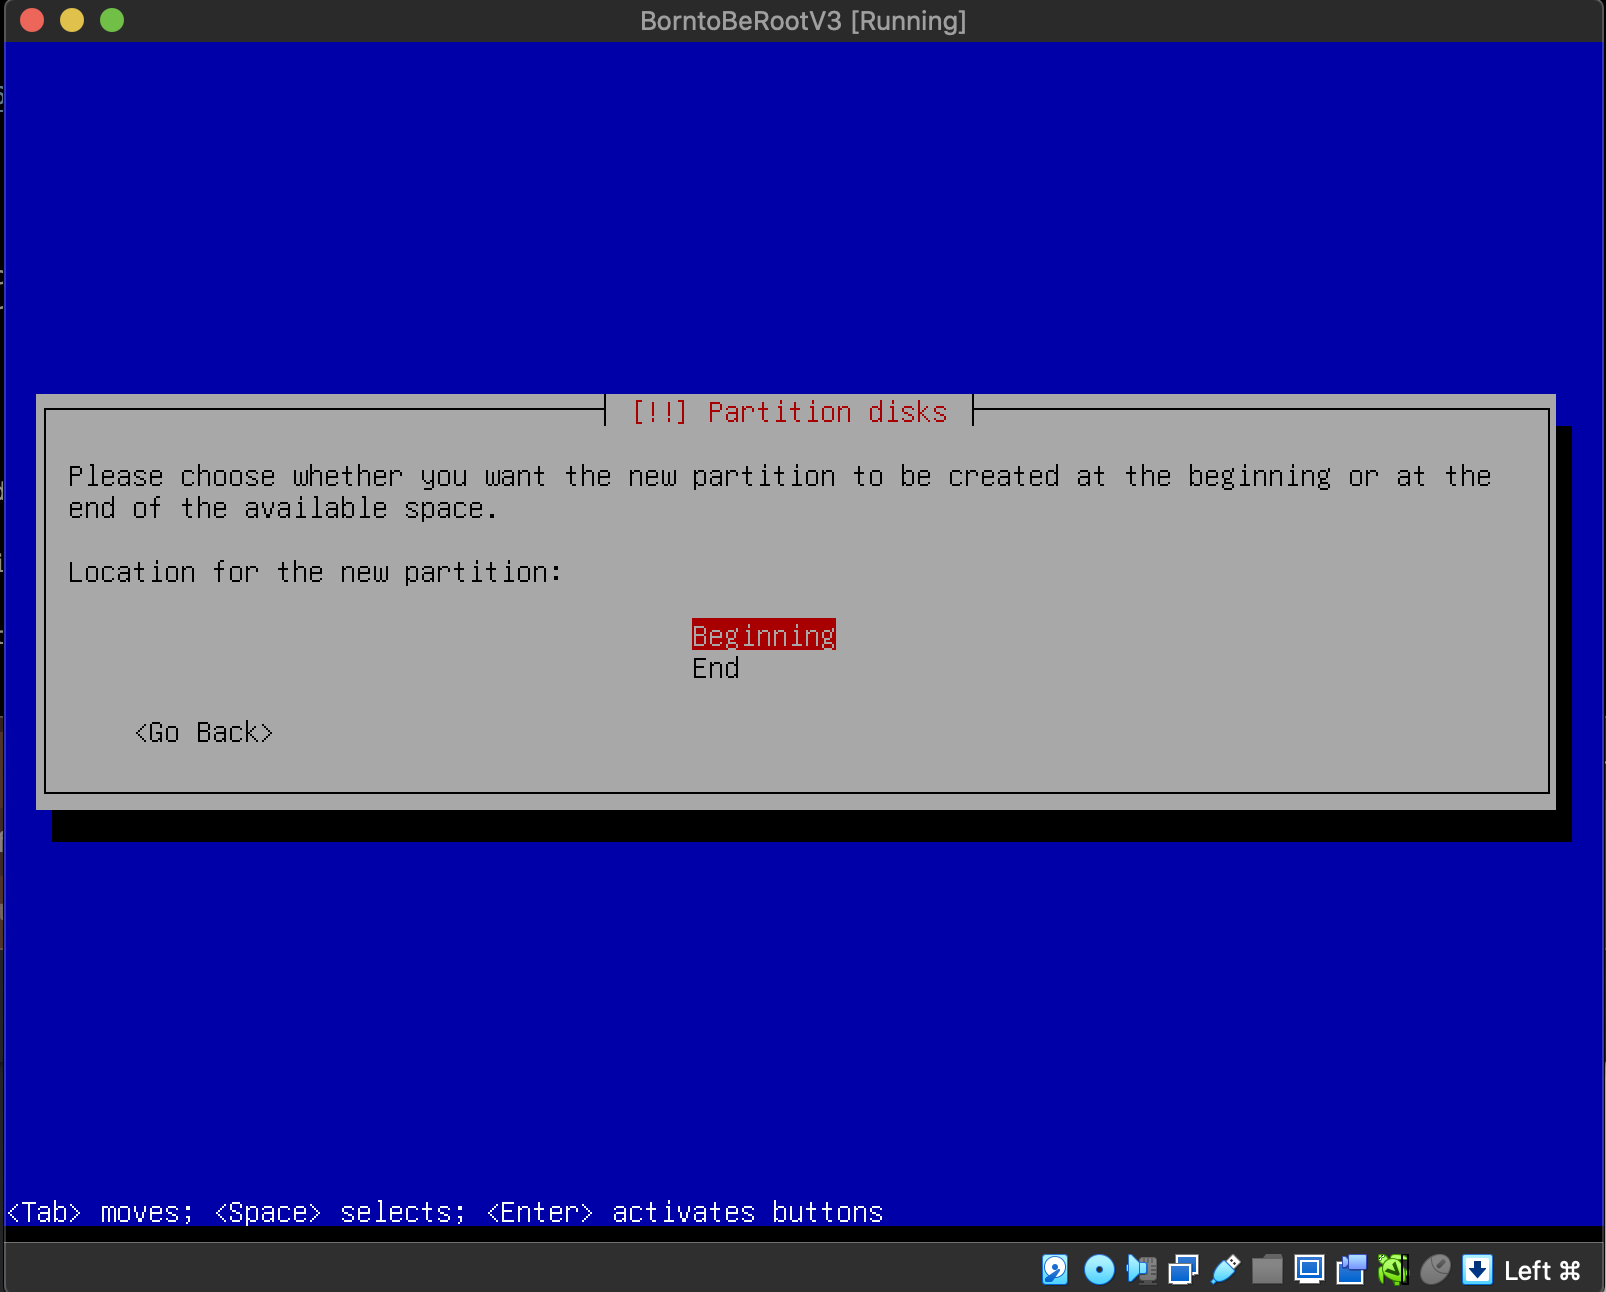 BorntoBeRootV3 [Running]
[!!] Partition disks
Please choose whether you want the new partition to be created at the beginning or at the
end of the available space.
Location for the new partition:
Beginning
End
<Go Back>
<Tab> moves; <Space> selects; <Enter> activates buttons
Left ⌘